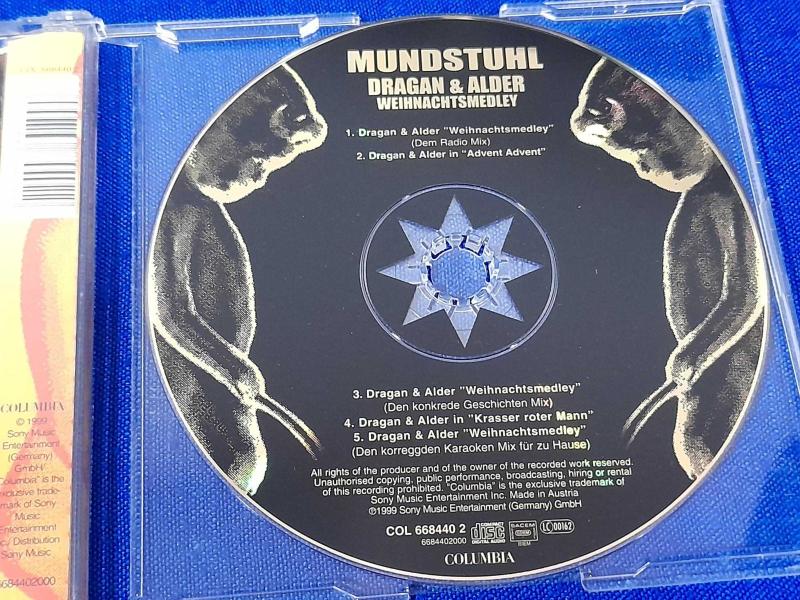 MUNDSTUHL
DRAGAN & ALDER
WEIHNACHTSMEDLEY
1. Dragan & Alder "Weihnachtsmedley"
(Dem Radio Mix)
2. Dragan & Alder in "Advent Advent"
3. Dragan & Alder "Weihnachtsmedley"
(Den konkrede Geschichten Mix)
4. Dragan & Alder in "Krasser roter Mann"
5. Dragan & Alder "Weihnachtsmedley"
(Den korreggden Karaoken Mix für zu Hause)
All rights of the producer and of the owner of the recorded work reserved.
Unauthorised copying, public performance, broadcasting, hiring or rental
of this recording prohibited. "Columbia" is the exclusive trademark of
Sony Music Entertainment Inc. Made in Austria
℗1999 Sony Music Entertainment (Germany) GmbH
COL 668440 2
6684402000
COMPACT
disc
DIGITAL AUDIO
SACEM
BIEM
LC 00162
COLUMBIA
COLUMBIA
© 1999
Sony Music
Entertainment
(Germany)
GmbH/
"Columbia" is the
exclusive trade-
mark of Sony
Music
Entertainment
Inc./ Distribution
Sony Music
6684402000